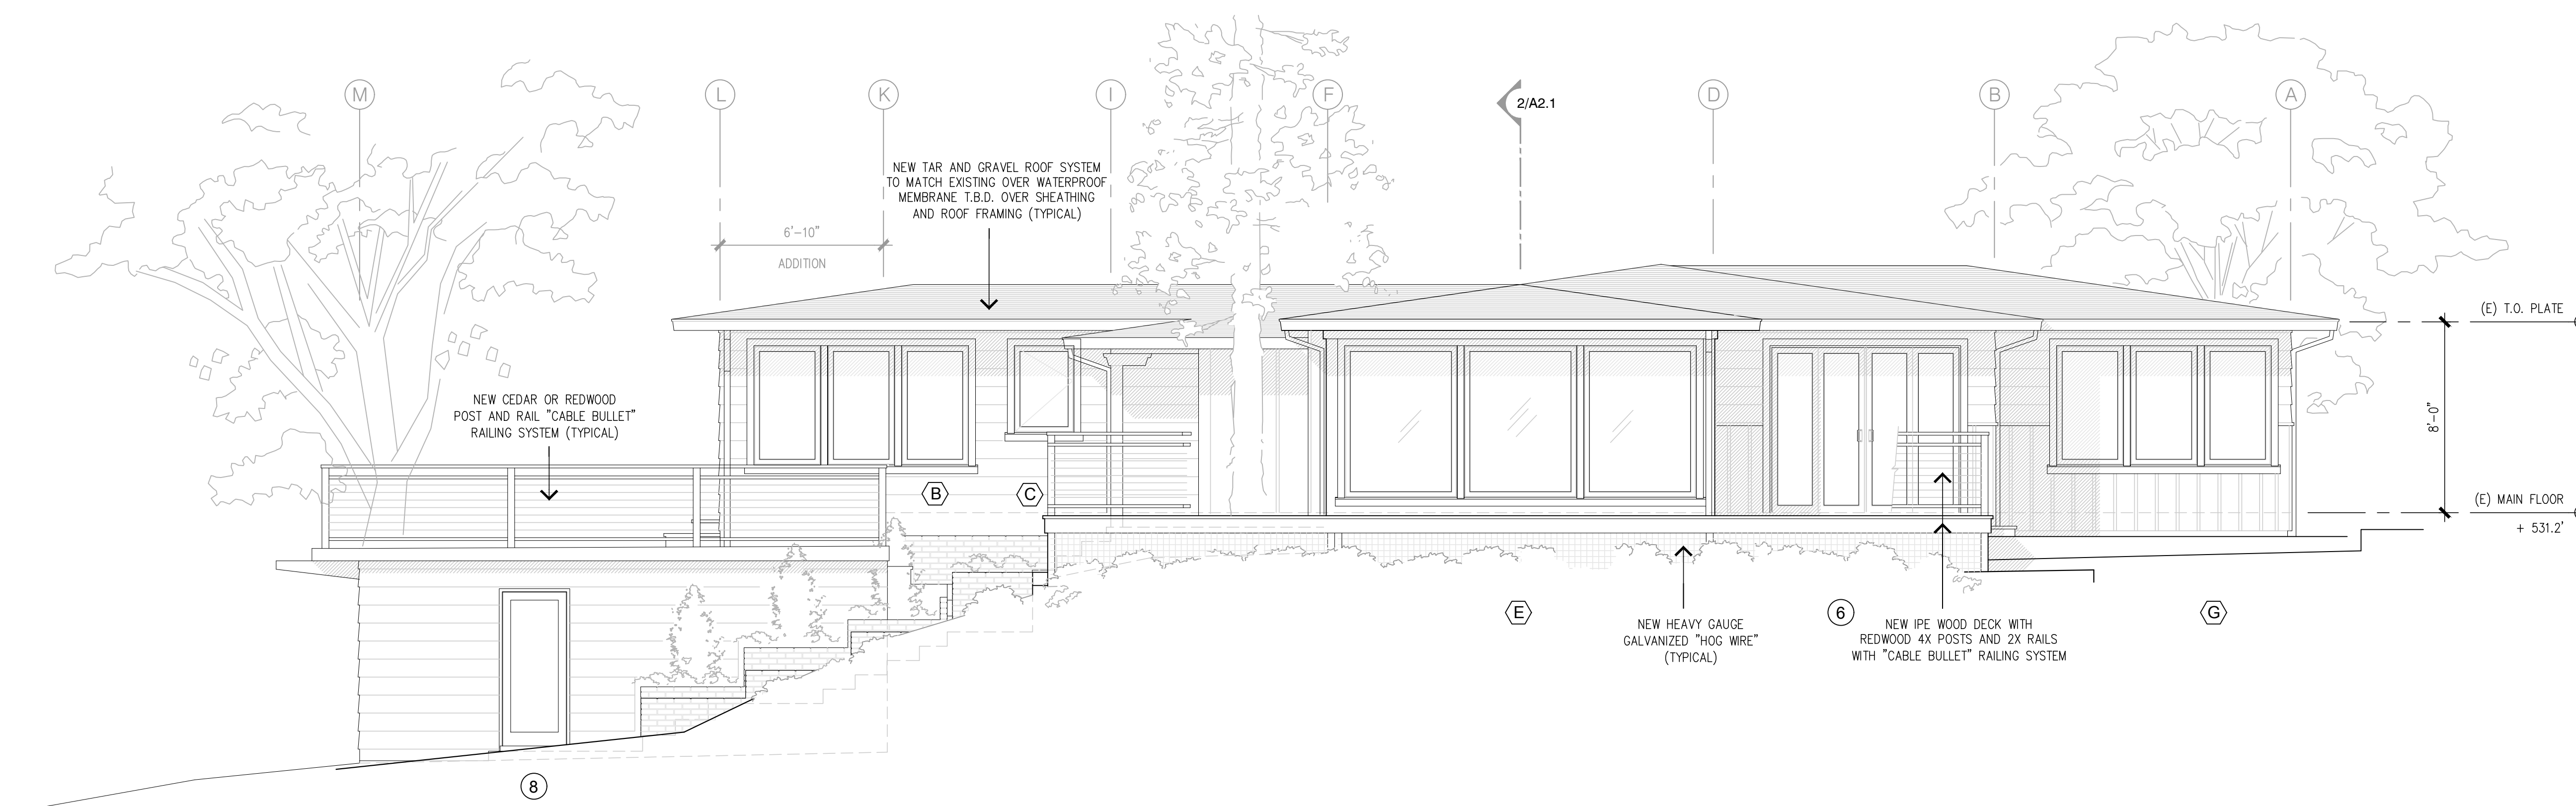 M
L
K
I
F
2/A2.1
D
B
A
NEW TAR AND GRAVEL ROOF SYSTEM
TO MATCH EXISTING OVER WATERPROOF
MEMBRANE T.B.D. OVER SHEATHING
AND ROOF FRAMING (TYPICAL)
6'-10"
ADDITION
(E) T.O. PLATE
NEW CEDAR OR REDWOOD
POST AND RAIL "CABLE BULLET"
RAILING SYSTEM (TYPICAL)
8'-0"
B
C
(E) MAIN FLOOR
+ 531.2'
E
NEW HEAVY GAUGE
GALVANIZED "HOG WIRE"
(TYPICAL)
6
NEW IPE WOOD DECK WITH
REDWOOD 4X POSTS AND 2X RAILS
WITH "CABLE BULLET" RAILING SYSTEM
G
8